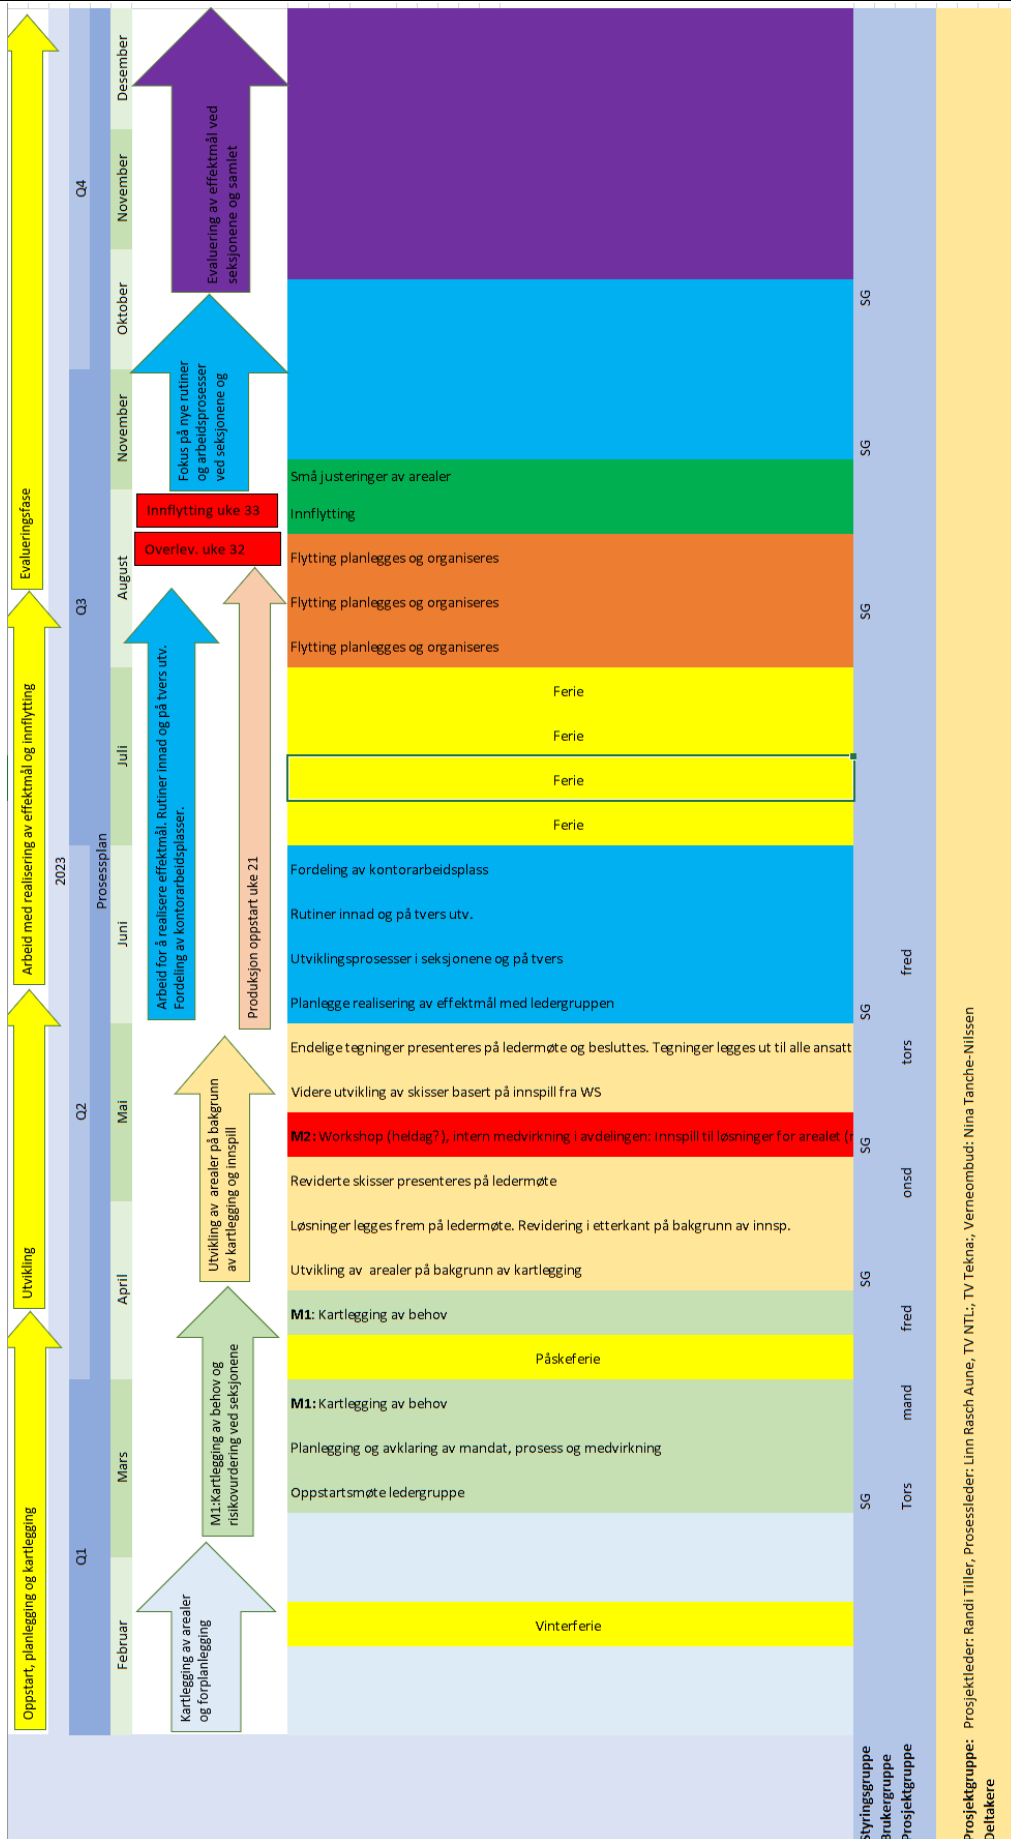 Oppstart, planlegging og kartlegging
Utvikling
Arbeid med realisering av effektmål og innflytting
Evalueringsfase
2023
Q1
Q2
Q3
Q4
Prosessplan
Februar
Mars
April
Mai
Juni
Juli
August
November
Oktober
November
Desember
Kartlegging av arealer
og forplanlegging
M1:Kartlegging av behov og
risikovurdering ved seksjonene
Utvikling av arealer på bakgrunn
av kartlegging og innspill
Arbeid for å realisere effektmål. Rutiner innad og på tvers utv.
Fordeling av kontorarbeidsplasser.
Produksjon oppstart uke 21
Overlev. uke 32
Innflytting uke 33
Fokus på nye rutiner
og arbeidsprosesser
ved seksjonene og
Evaluering av effektmål ved
seksjonene og samlet
Små justeringer av arealer
Innflytting
Flytting planlegges og organiseres
Flytting planlegges og organiseres
Flytting planlegges og organiseres
Ferie
Ferie
Ferie
Ferie
Fordeling av kontorarbeidsplass
Rutiner innad og på tvers utv.
Utviklingsprosesser i seksjonene og på tvers
Planlegge realisering av effektmål med ledergruppen
Endelige tegninger presenteres på ledermøte og besluttes. Tegninger legges ut til alle ansatt
Videre utvikling av skisser basert på innspill fra WS
M2: Workshop (heldag?), intern medvirkning i avdelingen: Innspill til løsninger for arealet (r
Reviderte skisser presenteres på ledermøte
Løsninger legges frem på ledermøte. Revidering i etterkant på bakgrunn av innsp.
Utvikling av arealer på bakgrunn av kartlegging
M1: Kartlegging av behov
Påskeferie
M1: Kartlegging av behov
Planlegging og avklaring av mandat, prosess og medvirkning
Oppstartsmøte ledergruppe
Vinterferie
Styringsgruppe
SG
SG
SG
SG
SG
SG
SG
Brukergruppe
Prosjektgruppe
Tors
mand
fred
onsd
tors
fred
Prosjektgruppe: Prosjektleder: Randi Tiller, Prosessleder: Linn Rasch Aune, TV NTL:, TV Tekna:, Verneombud: Nina Tanche-Nilssen
Deltakere